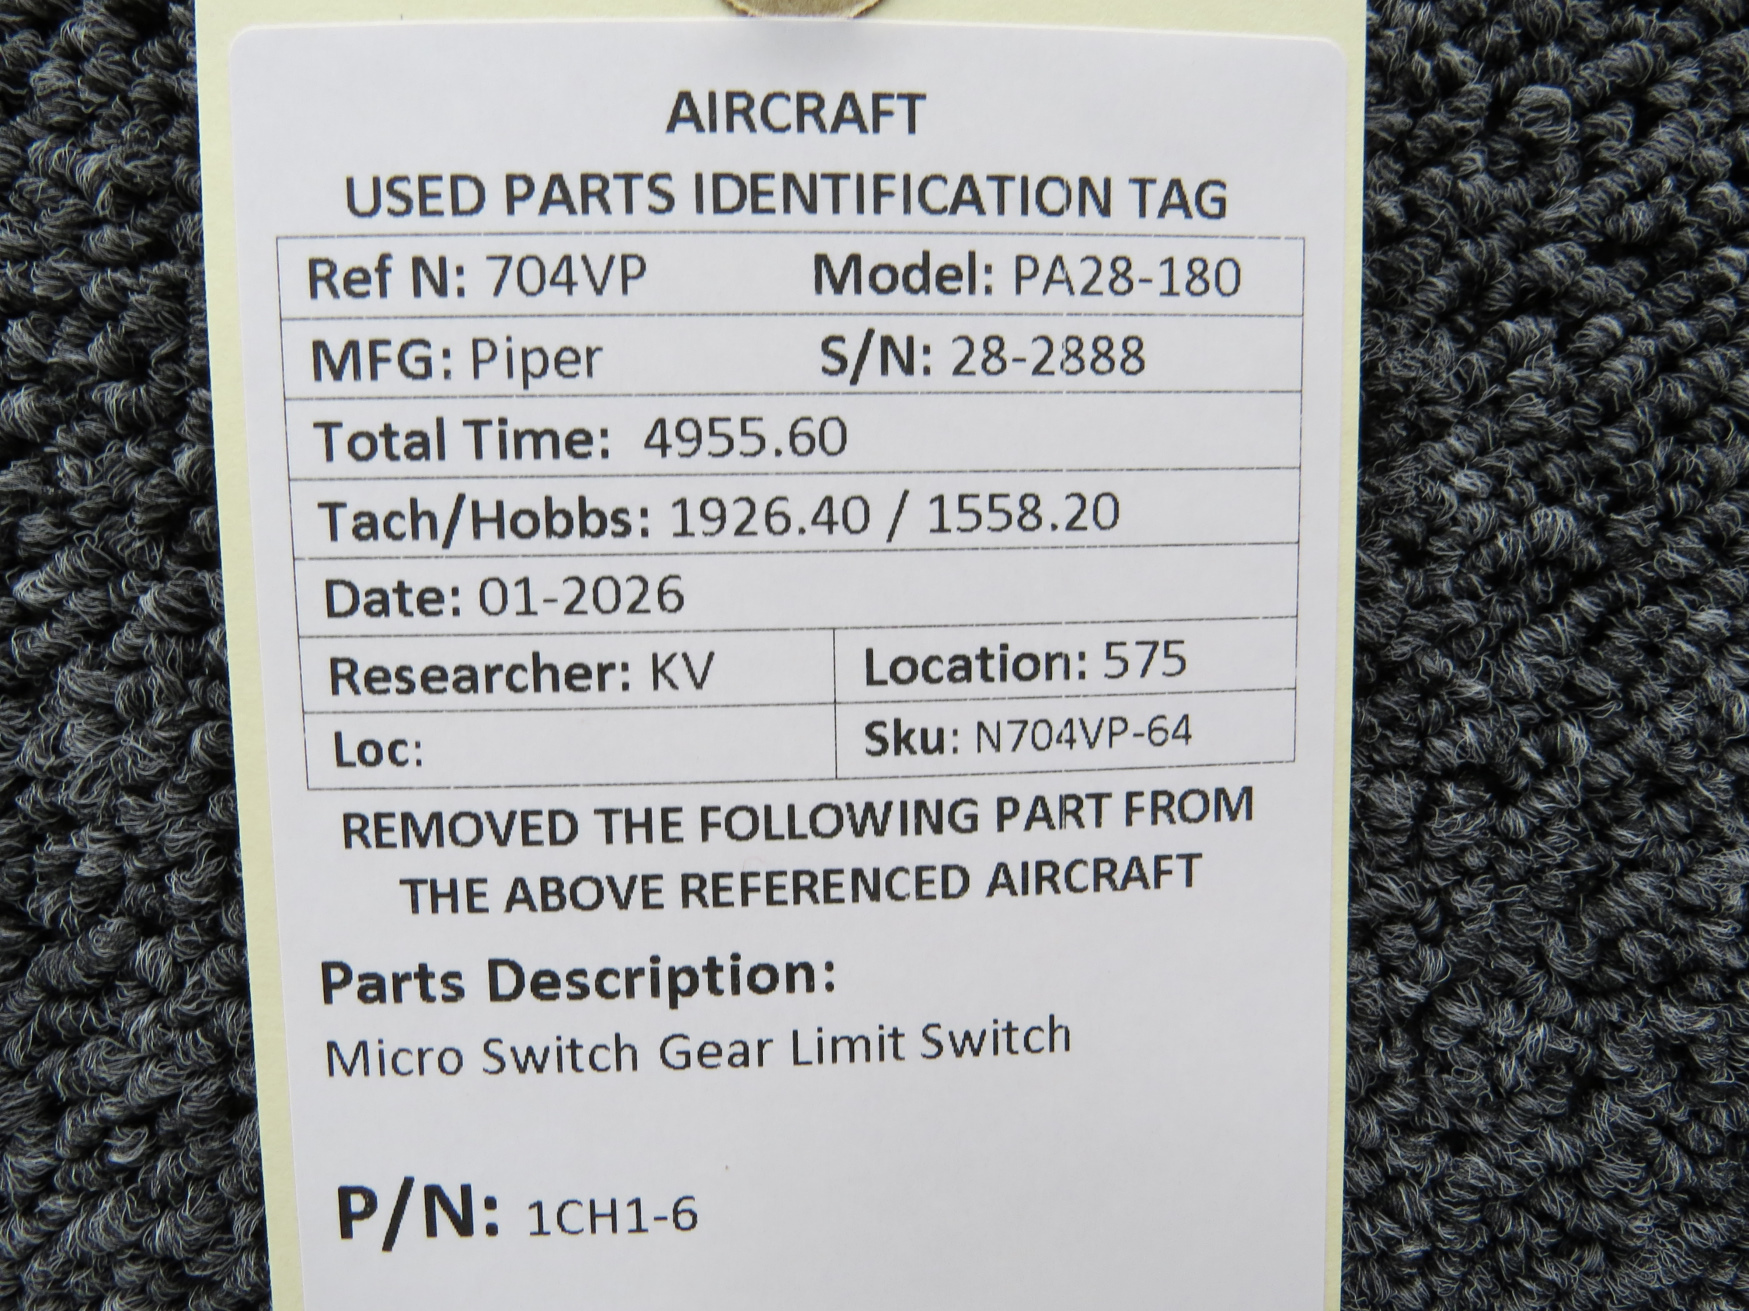 AIRCRAFT
USED PARTS IDENTIFICATION TAG
Ref N: 704VP Model: PA28-180
MFG: Piper S/N: 28-2888
Total Time: 4955.60
Tach/Hobbs: 1926.40 / 1558.20
Date: 01-2026
Researcher: KV Location: 575
Loc: Sku: N704VP-64
REMOVED THE FOLLOWING PART FROM
THE ABOVE REFERENCED AIRCRAFT
Parts Description:
Micro Switch Gear Limit Switch
P/N: 1CH1-6